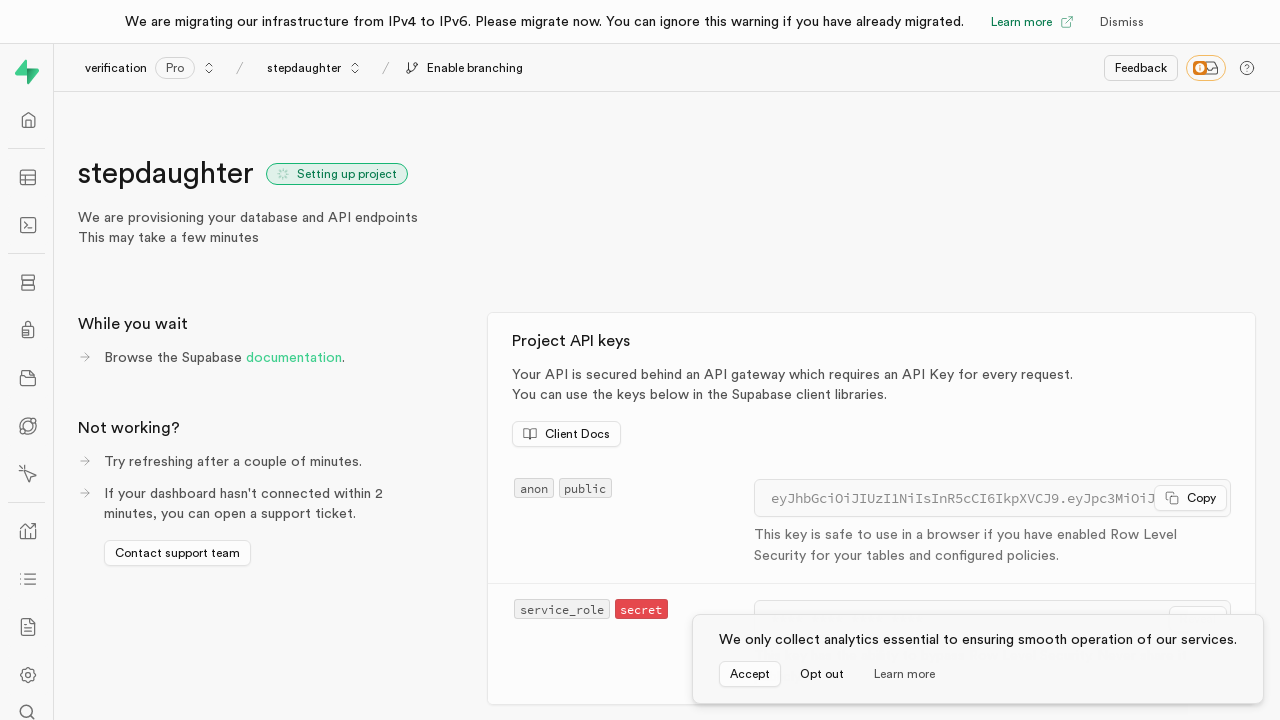 We are migrating our infrastructure from IPv4 to IPv6. Please migrate now. You can ignore this warning if you have already migrated. Learn more Dismiss
verification Pro / stepdaughter / Enable branching Feedback
stepdaughter Setting up project
We are provisioning your database and API endpoints
This may take a few minutes
While you wait
Browse the Supabase documentation.
Not working?
Try refreshing after a couple of minutes.
If your dashboard hasn't connected within 2
minutes, you can open a support ticket.
Contact support team
Project API keys
Your API is secured behind an API gateway which requires an API Key for every request.
You can use the keys below in the Supabase client libraries.
Client Docs
anon public
eyJhbGciOiJIUzI1NiIsInR5cCI6IkpXVCJ9.eyJpc3MiOiJ Copy
This key is safe to use in a browser if you have enabled Row Level
Security for your tables and configured policies.
service_role secret
We only collect analytics essential to ensuring smooth operation of our services.
Accept Opt out Learn more